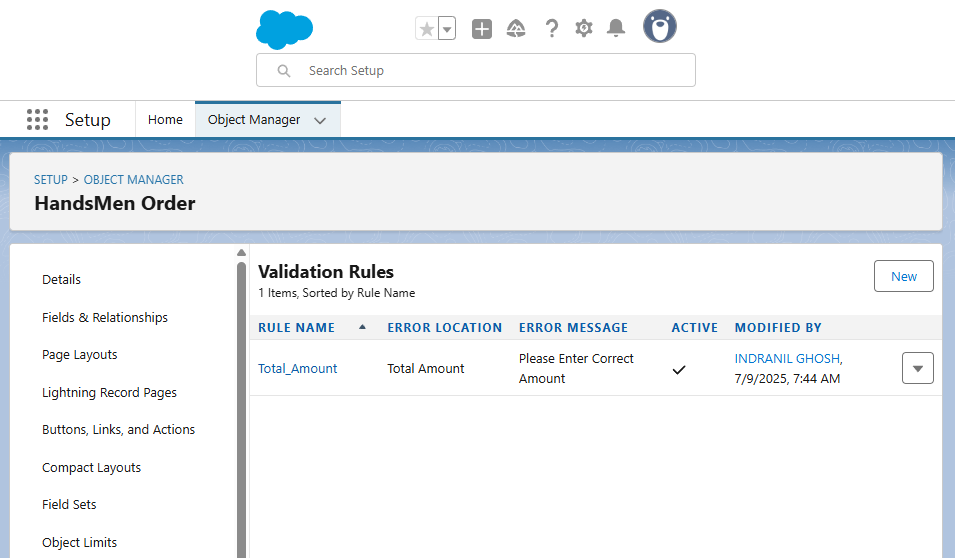 Search Setup
Setup
Home
Object Manager
SETUP > OBJECT MANAGER
HandsMen Order
Details
Fields & Relationships
Page Layouts
Lightning Record Pages
Buttons, Links, and Actions
Compact Layouts
Field Sets
Object Limits
Validation Rules
1 Items, Sorted by Rule Name
New
RULE NAME ERROR LOCATION ERROR MESSAGE ACTIVE MODIFIED BY
Total_Amount Total Amount Please Enter Correct INDRANIL GHOSH,
Amount 7/9/2025, 7:44 AM